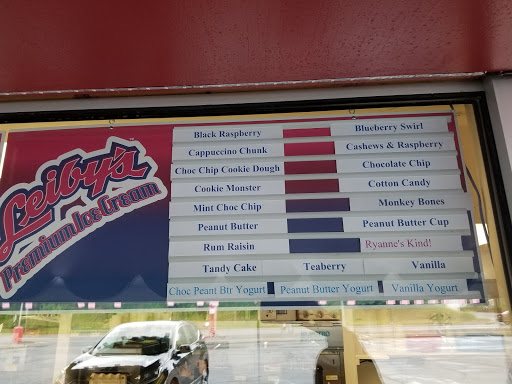 Leiby's
Premium Ice Cream
Black Raspberry
Blueberry Swirl
Cappuccino Chunk
Cashews & Raspberry
Choc Chip Cookie Dough
Chocolate Chip
Cookie Monster
Cotton Candy
Mint Choc Chip
Monkey Bones
Peanut Butter
Peanut Butter Cup
Rum Raisin
Ryanne's Kind!
Tandy Cake
Teaberry
Vanilla
Choc Peant Btr Yogurt
Peanut Butter Yogurt
Vanilla Yogurt